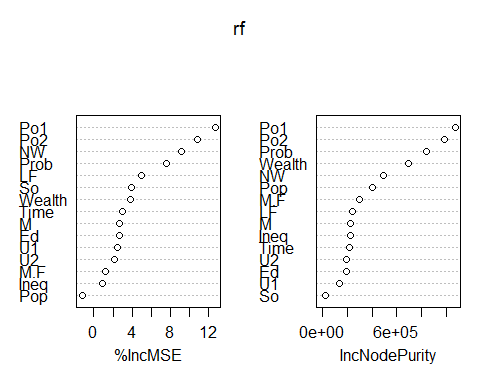 rf
Po1
Po2
NW
Prob
LF
So
Wealth
Time
M
Ed
U1
U2
M.F
Ineq
Pop
0 4 8 12
%IncMSE
Po1
Po2
Prob
Wealth
NW
Pop
M.F
LF
M
Ineq
Time
U2
Ed
U1
So
0e+00 6e+05
IncNodePurity